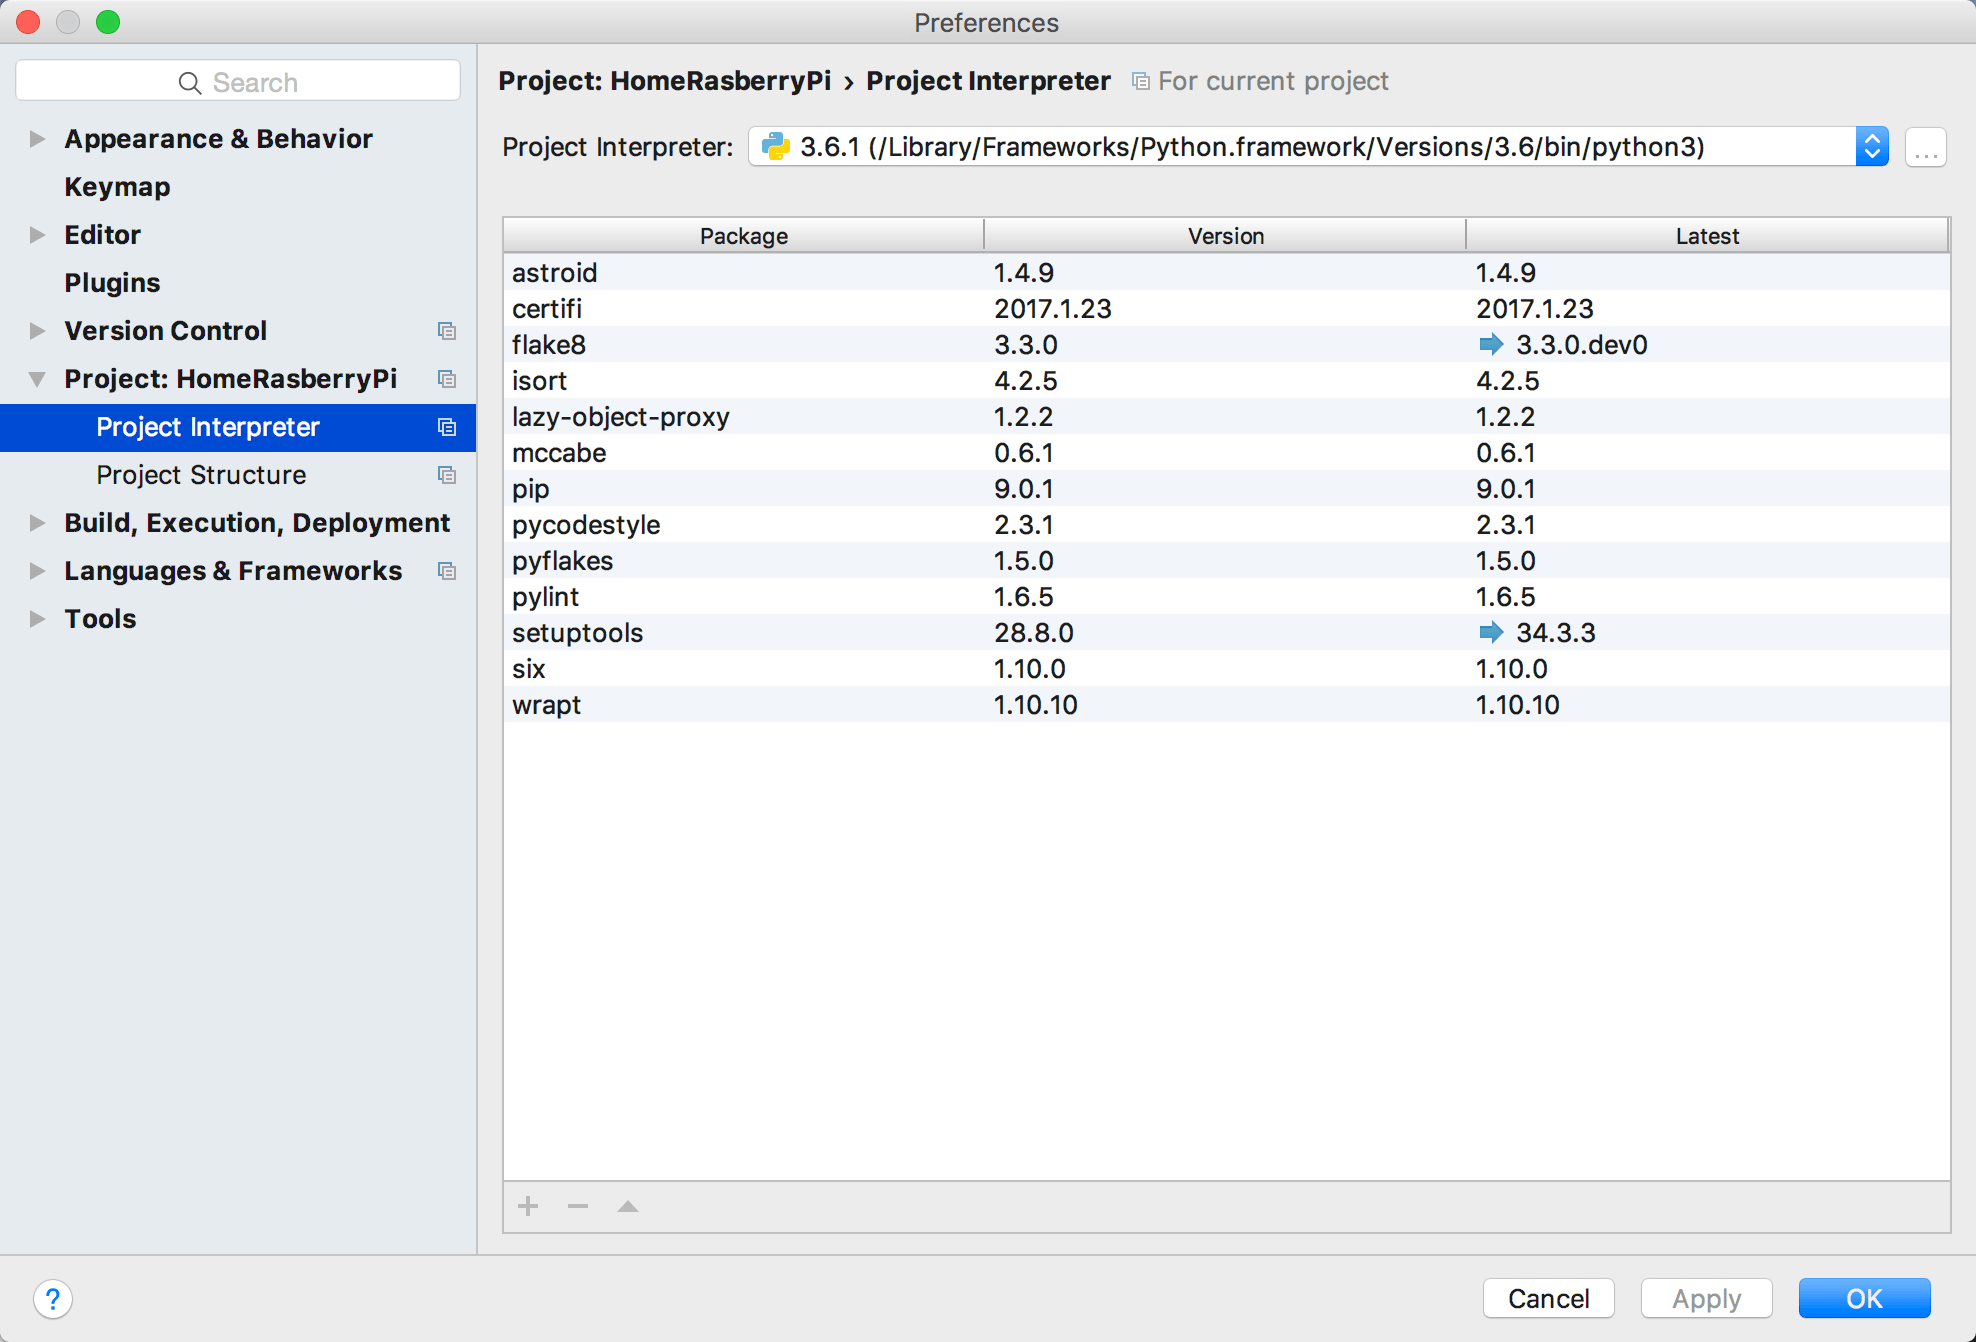 Preferences
Search
Appearance & Behavior
Keymap
Editor
Plugins
Version Control
Project: HomeRasberryPi
Project Interpreter
Project Structure
Build, Execution, Deployment
Languages & Frameworks
Tools
Project: HomeRasberryPi › Project Interpreter For current project
Project Interpreter: 3.6.1 (/Library/Frameworks/Python.framework/Versions/3.6/bin/python3) ...
Package Version Latest
astroid 1.4.9 1.4.9
certifi 2017.1.23 2017.1.23
flake8 3.3.0 3.3.0.dev0
isort 4.2.5 4.2.5
lazy-object-proxy 1.2.2 1.2.2
mccabe 0.6.1 0.6.1
pip 9.0.1 9.0.1
pycodestyle 2.3.1 2.3.1
pyflakes 1.5.0 1.5.0
pylint 1.6.5 1.6.5
setuptools 28.8.0 34.3.3
six 1.10.0 1.10.0
wrapt 1.10.10 1.10.10
? Cancel Apply OK